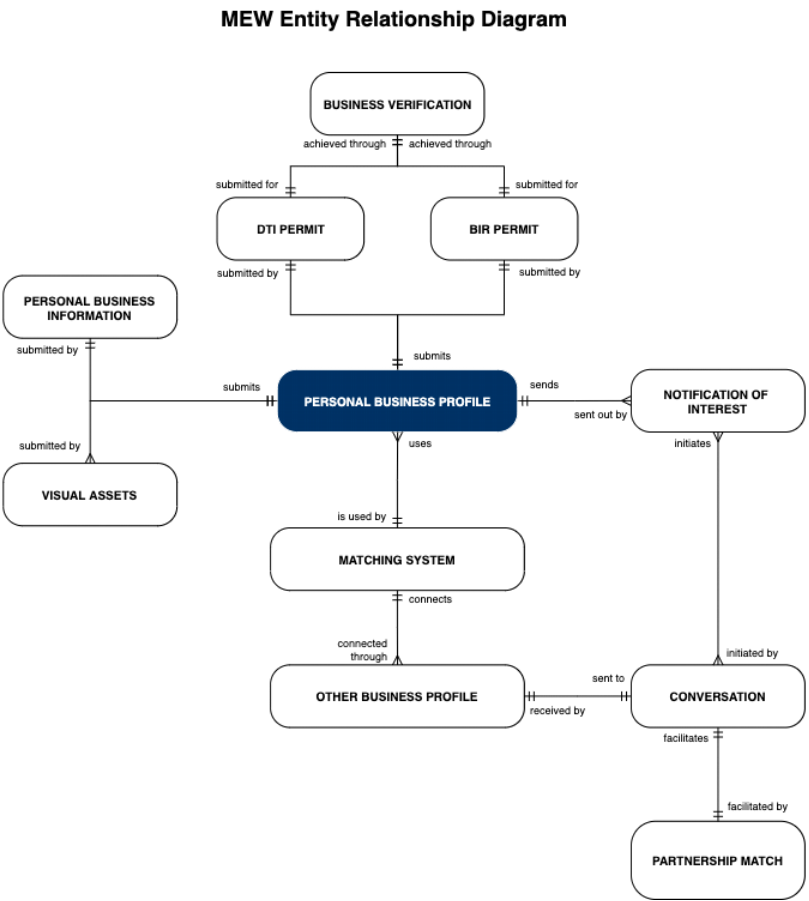 MEW Entity Relationship Diagram
BUSINESS VERIFICATION
achieved through
achieved through
submitted for
submitted for
DTI PERMIT
BIR PERMIT
submitted by
submitted by
PERSONAL BUSINESS
INFORMATION
submitted by
submits
submits
PERSONAL BUSINESS PROFILE
sends
sent out by
NOTIFICATION OF
INTEREST
submitted by
uses
initiates
VISUAL ASSETS
is used by
MATCHING SYSTEM
connects
connected
through
initiated by
OTHER BUSINESS PROFILE
sent to
received by
CONVERSATION
facilitates
facilitated by
PARTNERSHIP MATCH